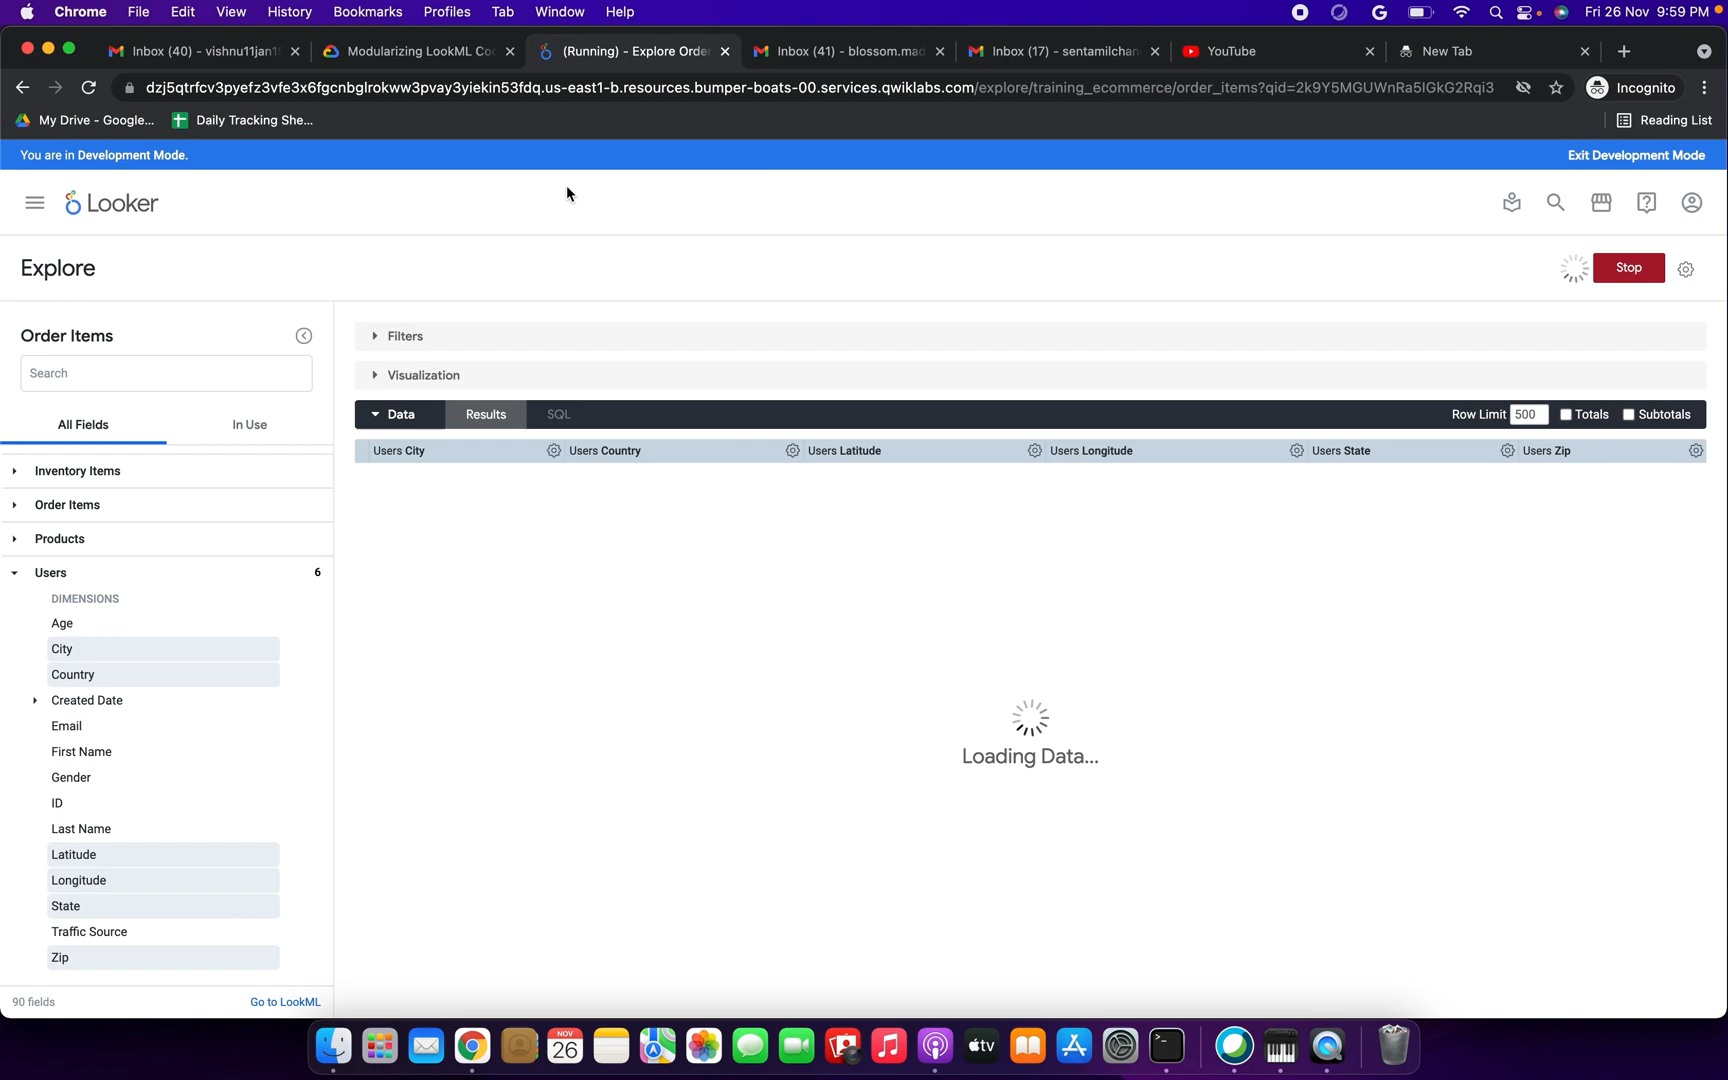 Chrome File Edit View History Bookmarks Profiles Tab Window Help Fri 26 Nov 9:59 PM
Inbox (40) - vishnu11jan1 Modularizing LookML Co (Running) - Explore Order Inbox (41) - blossom.mad Inbox (17) - sentamilchan YouTube New Tab
dzj5qtrfcv3pyefz3vfe3x6fgcnbglrokww3pvay3yiekin53fdq.us-east1-b.resources.bumper-boats-00.services.qwiklabs.com/explore/training_ecommerce/order_items?qid=2k9Y5MGUWnRa5IGkG2Rqi3 Incognito
My Drive - Google... Daily Tracking She... Reading List
You are in Development Mode. Exit Development Mode
Looker
Explore Stop
Order Items
Search
All Fields In Use
Inventory Items
Order Items
Products
Users 6
DIMENSIONS
Age
City
Country
Created Date
Email
First Name
Gender
ID
Last Name
Latitude
Longitude
State
Traffic Source
Zip
90 fields Go to LookML
Filters
Visualization
Data Results SQL Row Limit 500 Totals Subtotals
Users City Users Country Users Latitude Users Longitude Users State Users Zip
Loading Data...
NOV
26
tv